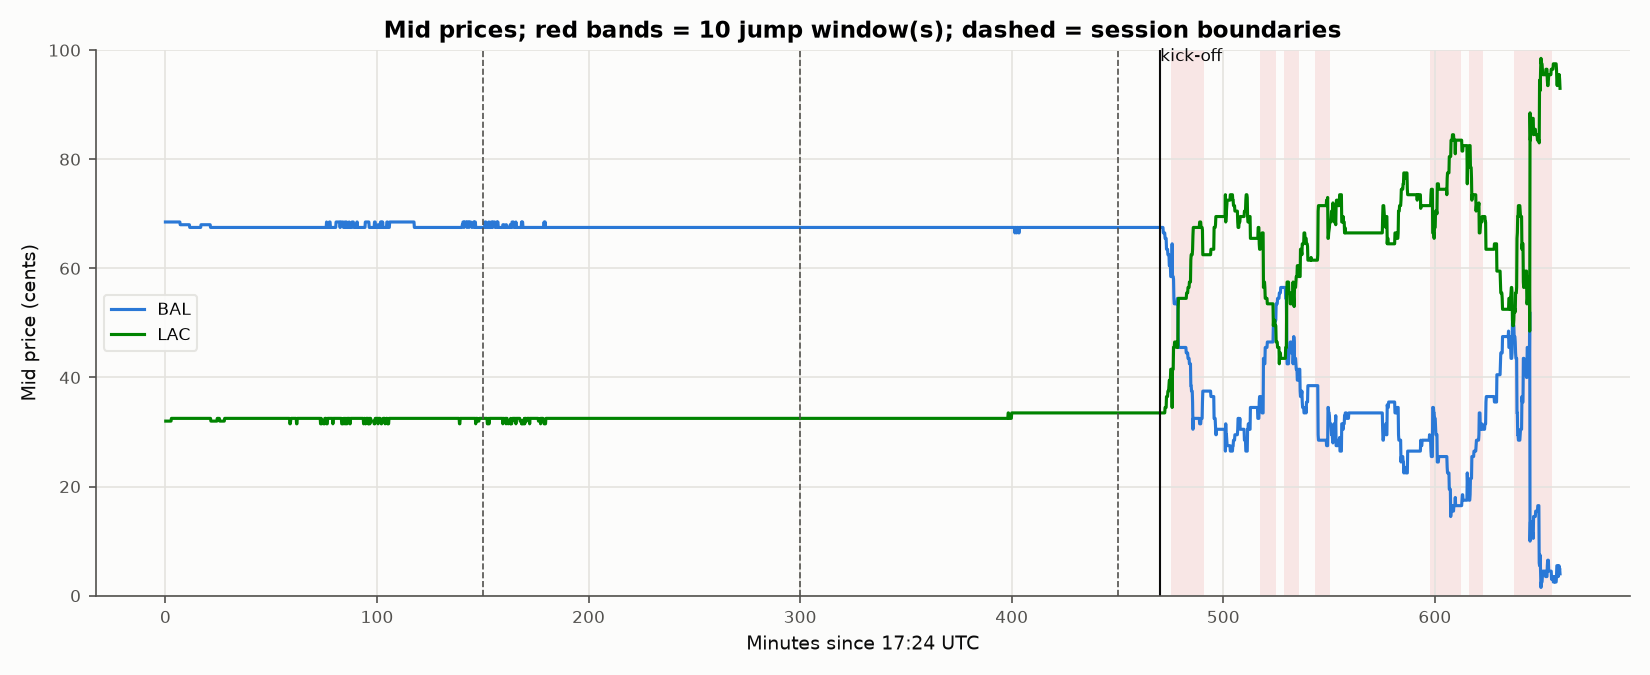 Mid prices; red bands = 10 jump window(s); dashed = session boundaries
kick-off
100
80
60
40
20
0
Mid price (cents)
BAL
LAC
0
100
200
300
400
500
600
Minutes since 17:24 UTC